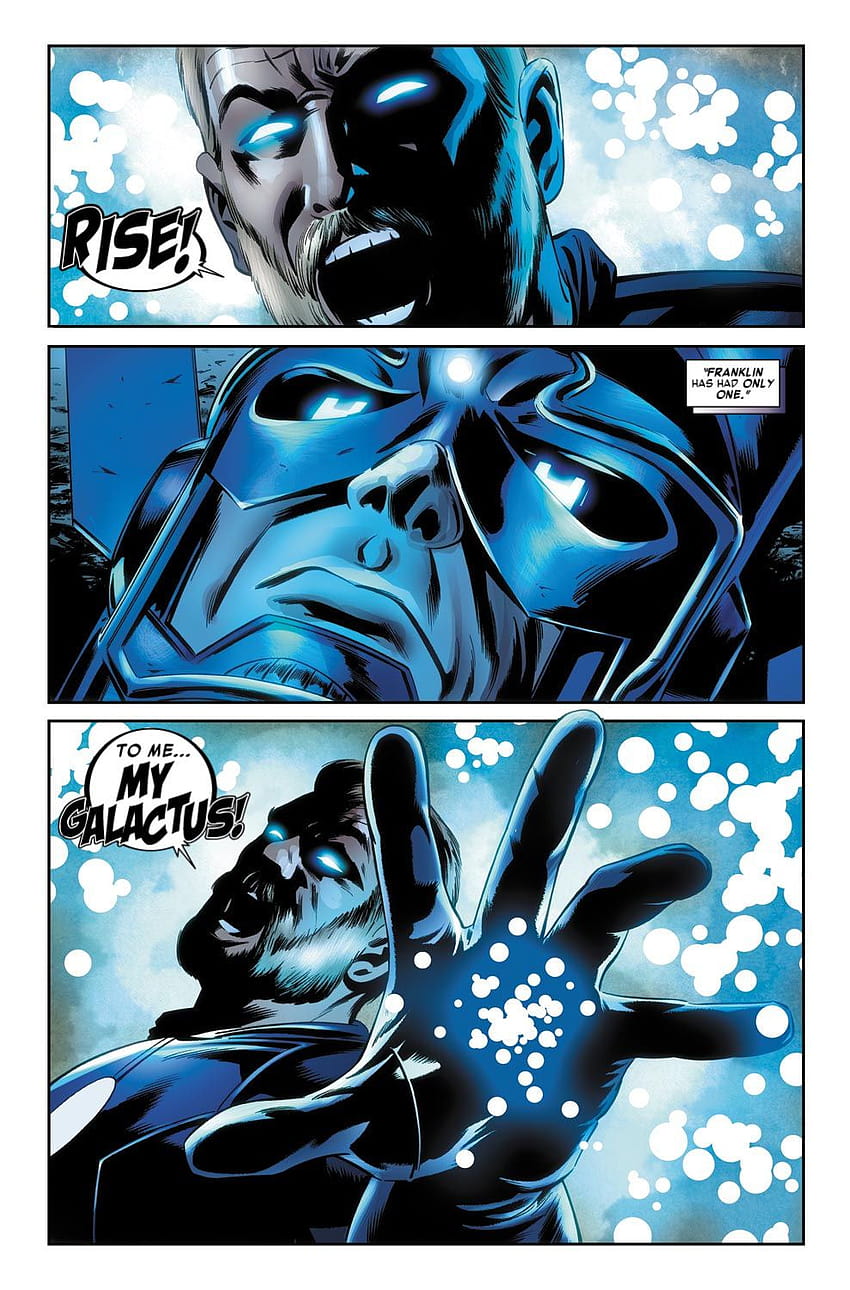 RISE!
"FRANKLIN
HAS HAD ONLY
ONE."
TO ME...
MY
GALACTUS!